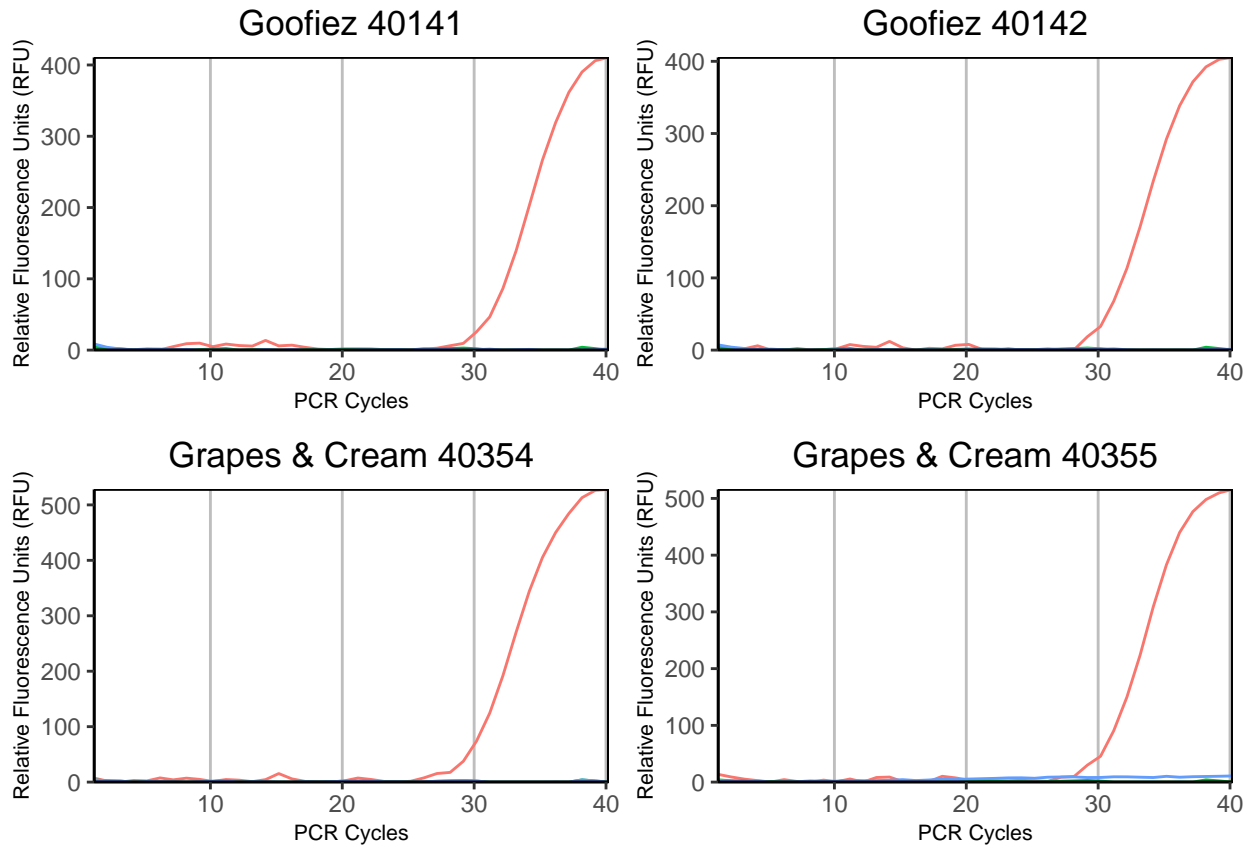 Goofiez 40141
Relative Fluorescence Units (RFU)
400
300
200
100
0
10 20 30 40
PCR Cycles
Goofiez 40142
Relative Fluorescence Units (RFU)
400
300
200
100
0
10 20 30 40
PCR Cycles
Grapes & Cream 40354
Relative Fluorescence Units (RFU)
500
400
300
200
100
0
10 20 30 40
PCR Cycles
Grapes & Cream 40355
Relative Fluorescence Units (RFU)
500
400
300
200
100
0
10 20 30 40
PCR Cycles